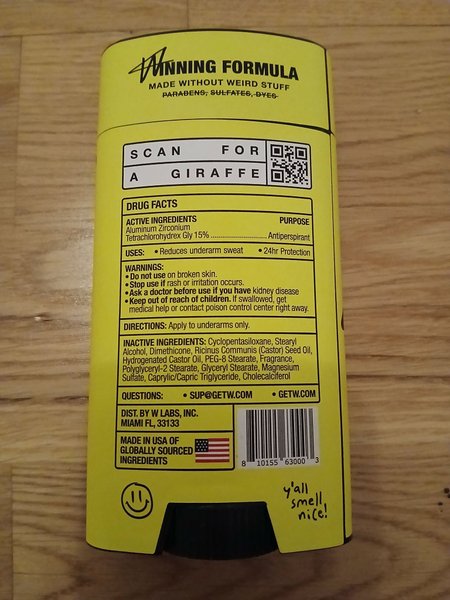 WINNING FORMULA
MADE WITHOUT WEIRD STUFF
PARABENS, SULFATES, DYES
SCAN FOR
A GIRAFFE
DRUG FACTS
ACTIVE INGREDIENTS PURPOSE
Aluminum Zirconium
Tetrachlorohydrex Gly 15% ........................ Antiperspirant
USES: • Reduces underarm sweat • 24hr Protection
WARNINGS:
• Do not use on broken skin.
• Stop use if rash or irritation occurs.
• Ask a doctor before use if you have kidney disease
• Keep out of reach of children. If swallowed, get
medical help or contact poison control center right away.
DIRECTIONS: Apply to underarms only.
INACTIVE INGREDIENTS: Cyclopentasiloxane, Stearyl
Alcohol, Dimethicone, Ricinus Communis (Castor) Seed Oil,
Hydrogenated Castor Oil, PEG-8 Stearate, Fragrance,
Polyglyceryl-2 Stearate, Glyceryl Stearate, Magnesium
Sulfate, Caprylic/Capric Triglyceride, Cholecalciferol
QUESTIONS: • SUP@GETW.COM • GETW.COM
DIST. BY W LABS, INC.
MIAMI FL, 33133
MADE IN USA OF
GLOBALLY SOURCED
INGREDIENTS
8 10155 63000 3
y'all
smell
nice!